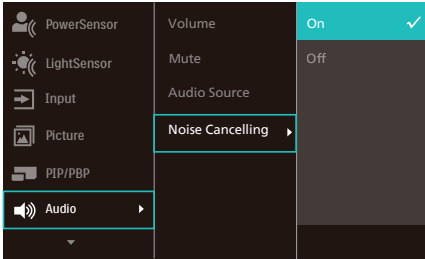 PowerSensor
LightSensor
Input
Picture
PIP/PBP
Audio
Volume
Mute
Audio Source
Noise Cancelling
On
Off